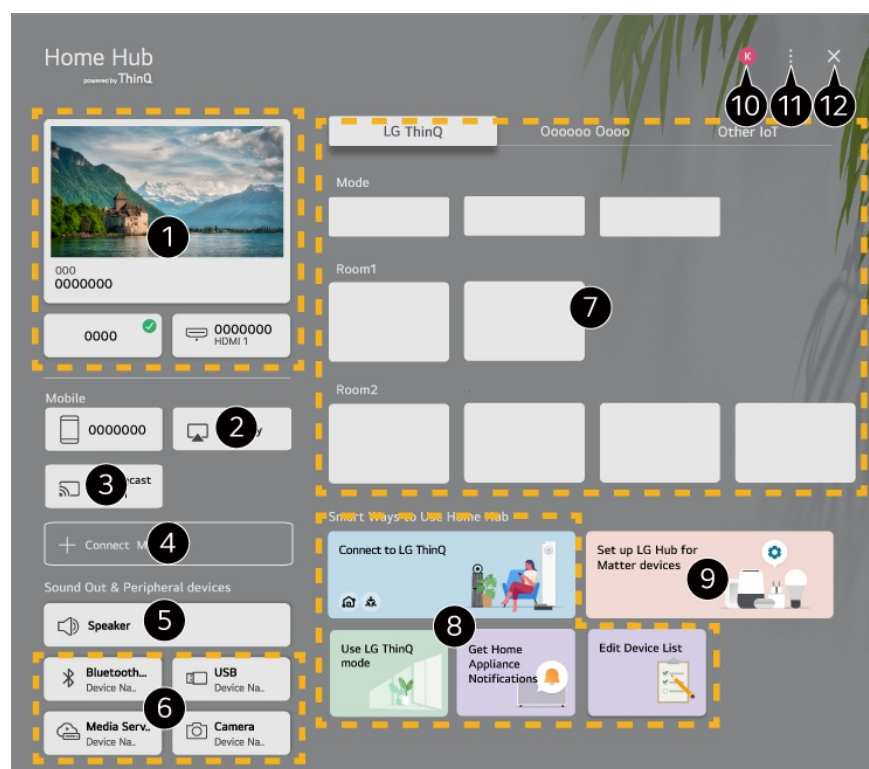 Home Hub
powered by ThinQ
K
10 11 12
LG ThinQ
Oooooo Oooo
Other IoT
1
000
0000000
0000
0000000
HDMI 1
Mode
Room1
7
Room2
Mobile
0000000
2
3
4
+ Connect
Sound Out & Peripheral devices
Speaker
5
Bluetooth...
Device Na..
USB
Device Na..
6
Media Serv..
Device Na..
Camera
Device Na..
Smart Ways to Use Home Hub
Connect to LG ThinQ
Set up LG Hub for
Matter devices
9
8
Use LG ThinQ
mode
Get Home
Appliance
Notifications
Edit Device List